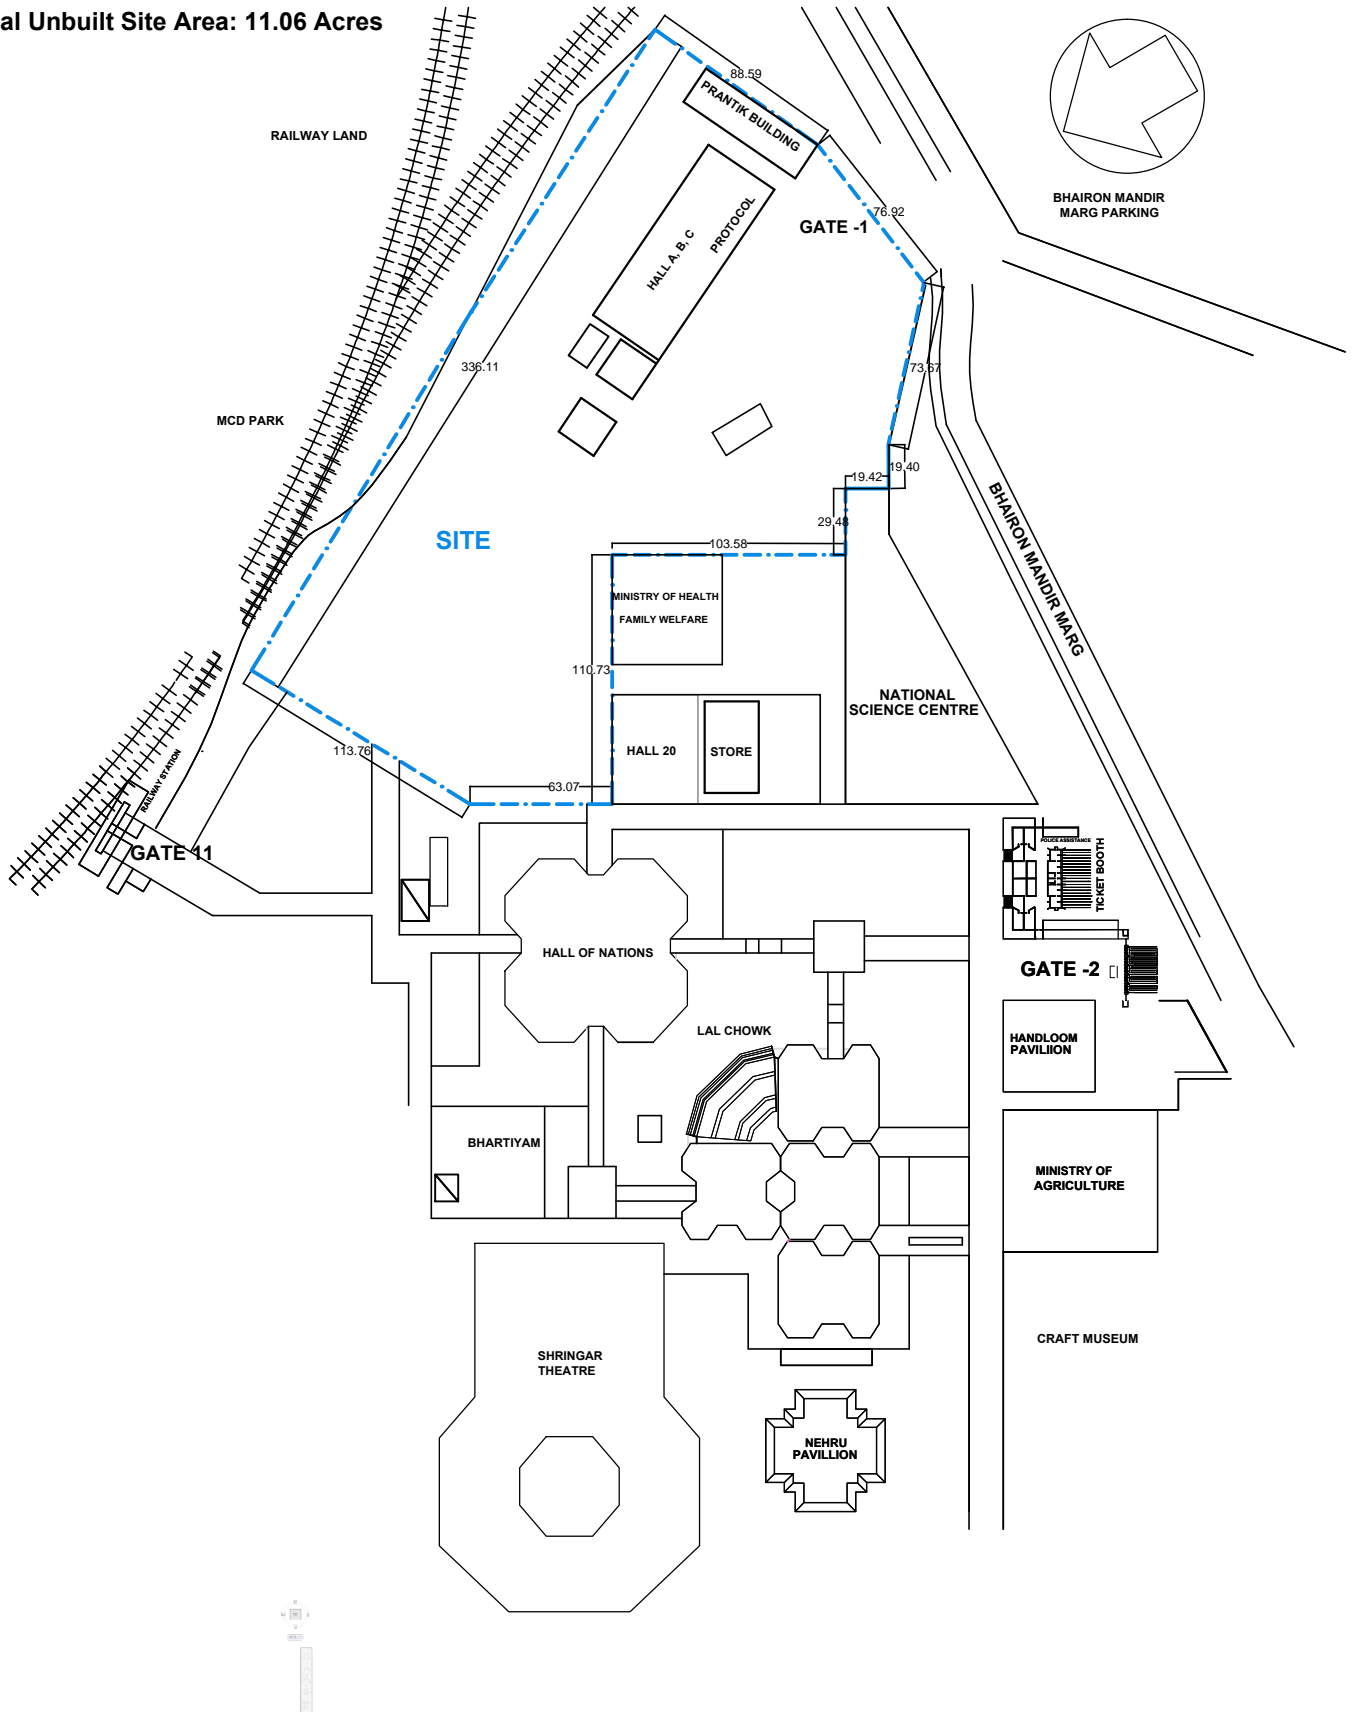 al Unbuilt Site Area: 11.06 Acres
88.59
PRANTIK BUILDING
RAILWAY LAND
BHAIRON MANDIR
MARG PARKING
76.92
GATE -1
PROTOCOL
HALL A, B, C
336.11
73.67
MCD PARK
19.40
19.42
29.48
BHAIRON MANDIR MARG
SITE
103.58
MINISTRY OF HEALTH
FAMILY WELFARE
110.73
NATIONAL
SCIENCE CENTRE
113.76
HALL 20
STORE
63.07
RAILWAY STATION
GATE 11
POLICE ASSISTANCE
TICKET BOOTH
HALL OF NATIONS
GATE -2
LAL CHOWK
HANDLOOM
PAVILIION
BHARTIYAM
MINISTRY OF
AGRICULTURE
CRAFT MUSEUM
SHRINGAR
THEATRE
NEHRU
PAVILLION